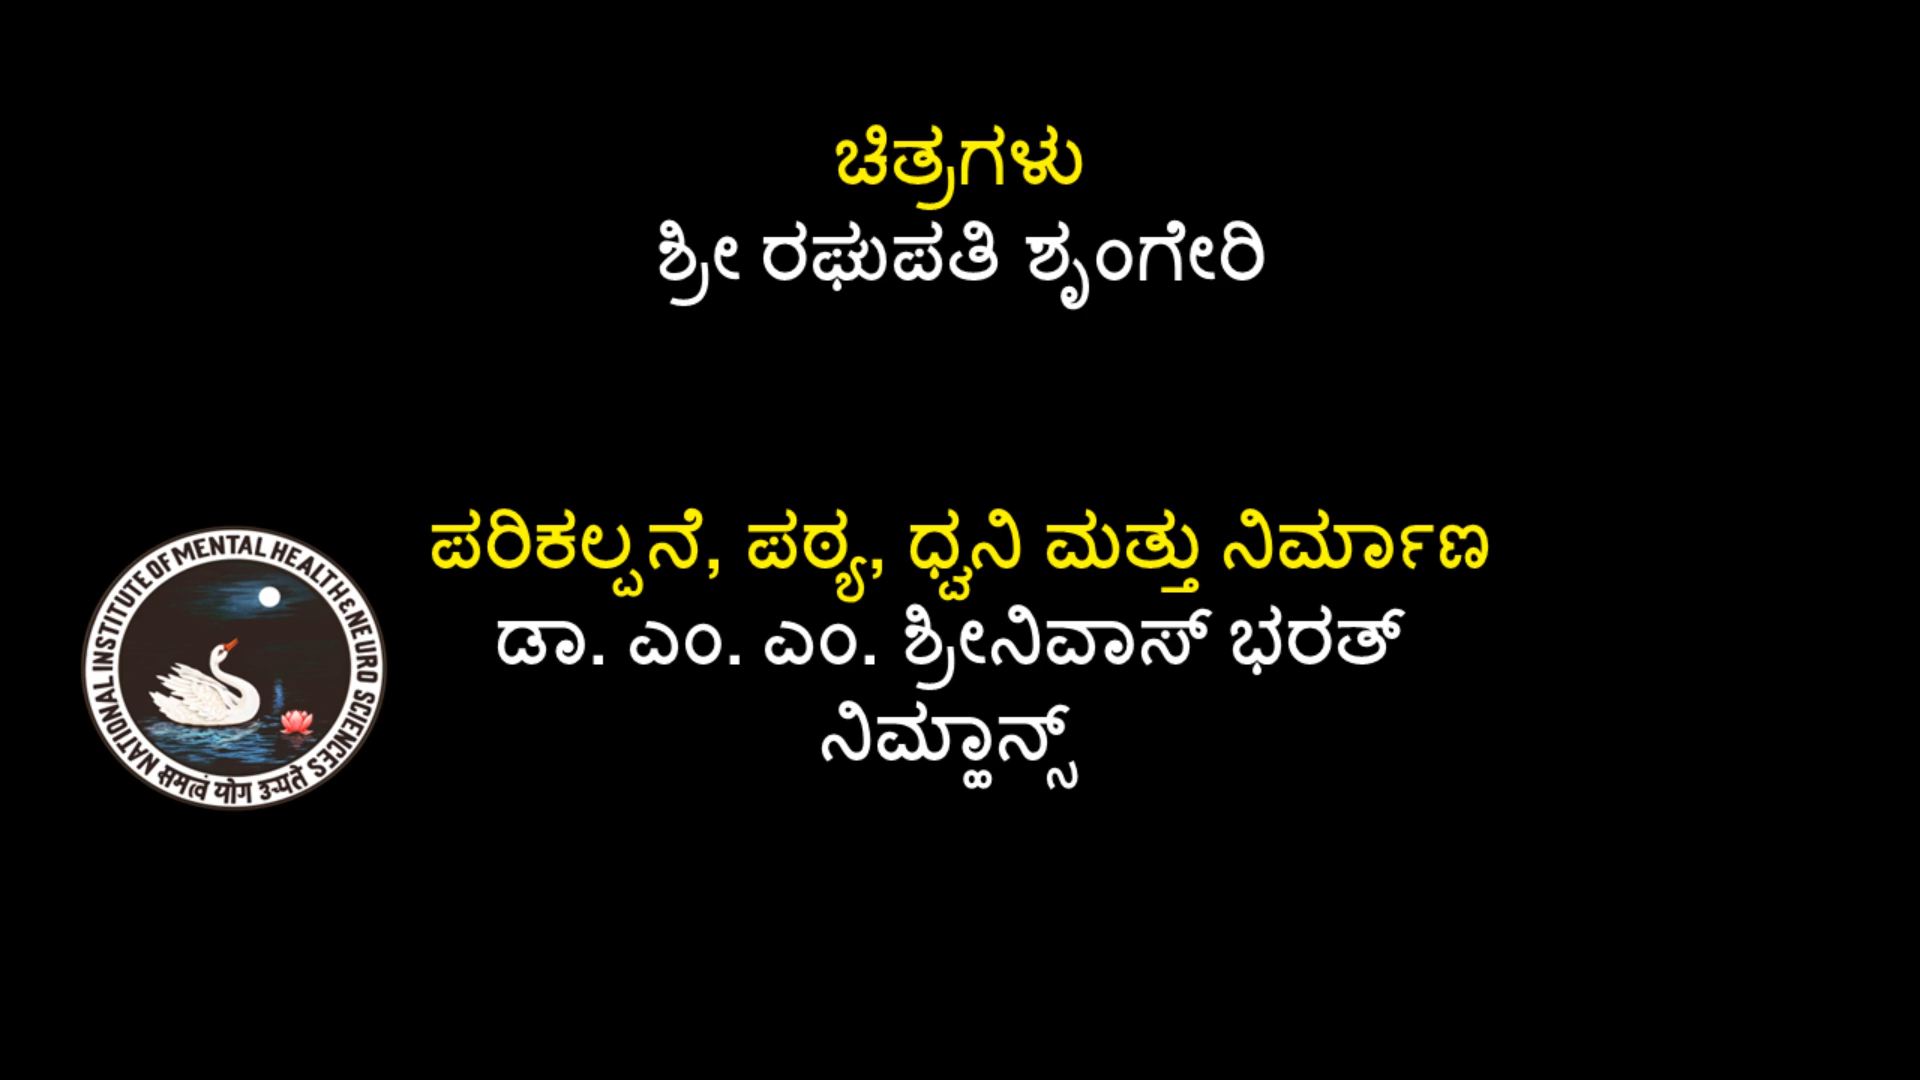 ಚಿತ್ರಗಳು
ಶ್ರೀ ರಘುಪತಿ ಶೃಂಗೇರಿ
ಪರಿಕಲ್ಪನೆ, ಪಠ್ಯ, ಧ್ವನಿ ಮತ್ತು ನಿರ್ಮಾಣ
ಡಾ. ಎಂ. ಎಂ. ಶ್ರೀನಿವಾಸ್ ಭರತ್
ನಿಮ್ಹಾನ್ಸ್
NATIONAL INSTITUTE OF MENTAL HEALTH & NEURO SCIENCES
समत्वं योग उच्यते